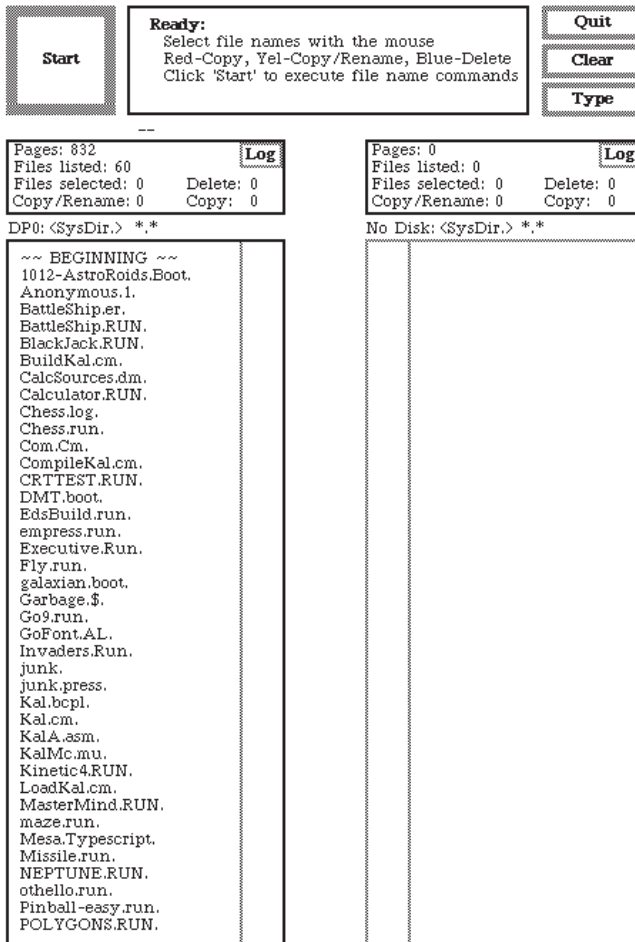 Start
Ready:
Select file names with the mouse
Red-Copy, Yel-Copy/Rename, Blue-Delete
Click 'Start' to execute file name commands
Quit
Clear
Type
Pages: 832
Log
Files listed: 60
Files selected: 0 Delete: 0
Copy/Rename: 0 Copy: 0
DP0: <SysDir.> *.*
~~ BEGINNING ~~
1012-AstroRoids.Boot.
Anonymous.1.
BattleShip.er.
BattleShip.RUN.
BlackJack.RUN.
BuildKal.cm.
CalcSources.dm.
Calculator.RUN.
Chess.log.
Chess.run.
Com.Cm.
CompileKal.cm.
CRTTEST.RUN.
DMT.boot.
EdsBuild.run.
empress.run.
Executive.Run.
Fly.run.
galaxian.boot.
Garbage.$.
Go9.run.
GoFont.AL.
Invaders.Run.
junk.
junk.press.
Kal.bcpl.
Kal.cm.
KalA.asm.
KalMc.mu.
Kinetic4.RUN.
LoadKal.cm.
MasterMind.RUN.
maze.run.
Mesa.Typescript.
Missile.run.
NEPTUNE.RUN.
othello.run.
Pinball-easy.run.
POLYGONS.RUN.
Pages: 0
Log
Files listed: 0
Files selected: 0 Delete: 0
Copy/Rename: 0 Copy: 0
No Disk: <SysDir.> *.*